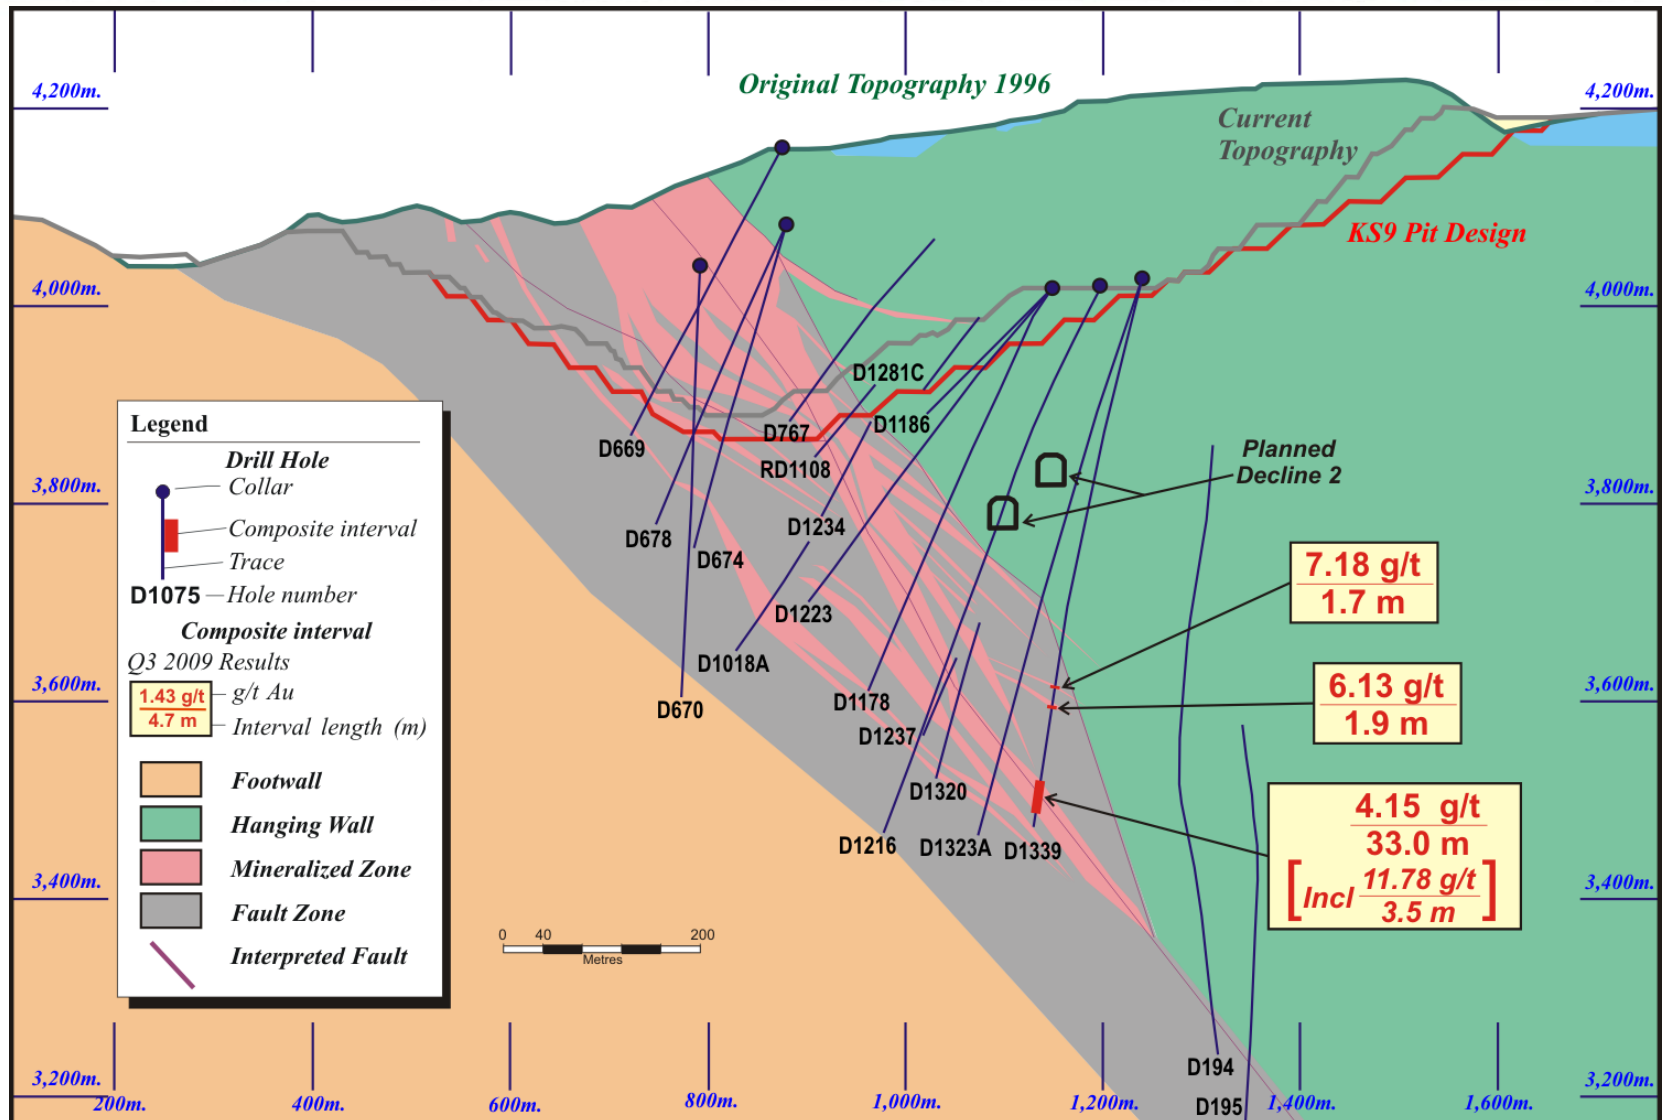 Original Topography 1996
4,200m.
4,200m.
Current
Topography
KS9 Pit Design
4,000m.
4,000m.
D1281C
D669
D767
D1186
RD1108
Planned
Decline 2
3,800m.
3,800m.
D678
D674
D1234
7.18 g/t
1.7 m
D1223
D1018A
D670
D1178
D1237
3,600m.
6.13 g/t
1.9 m
D1320
D1216
D1323A
D1339
4.15 g/t
33.0 m
[Incl 11.78 g/t
3.5 m]
3,400m.
3,400m.
Legend
Drill Hole
Collar
Composite interval
Trace
D1075
Hole number
Composite interval
Q3 2009 Results
1.43 g/t
4.7 m
g/t Au
Interval length (m)
Footwall
Hanging Wall
Mineralized Zone
Fault Zone
Interpreted Fault
0 40 200
Metres
D194
D195
3,600m.
3,200m.
3,200m.
200m.
400m.
600m.
800m.
1,000m.
1,200m.
1,400m.
1,600m.